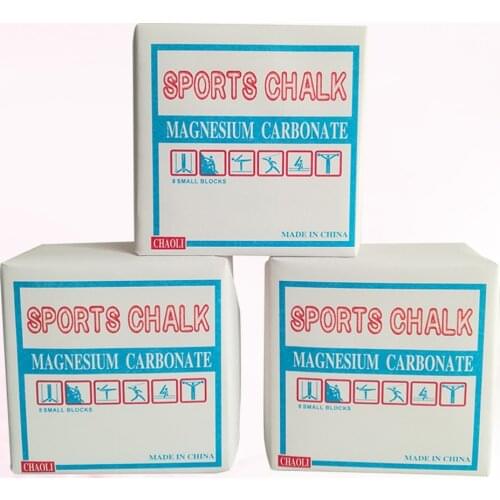 SPORTS CHALK
MAGNESIUM CARBONATE
8 SMALL BLOCKS
MADE IN CHINA
CHAOLI
SPORTS CHALK
MAGNESIUM CARBONATE
8 SMALL BLOCKS
MADE IN CHINA
CHAOLI
SPORTS CHALK
MAGNESIUM CARBONATE
8 SMALL BLOCKS
MADE IN CHINA
CHAOLI